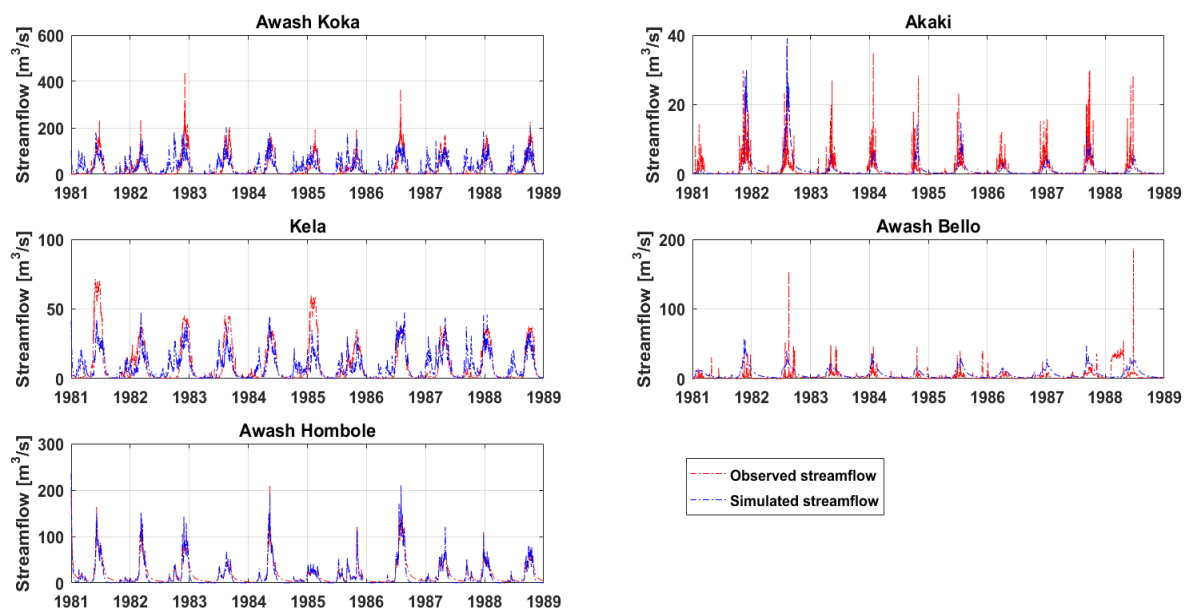 Awash Koka
Streamflow [m³/s]
600
400
200
0
1981 1982 1983 1984 1985 1986 1987 1988 1989
Akaki
Streamflow [m³/s]
40
20
0
1981 1982 1983 1984 1985 1986 1987 1988 1989
Kela
Streamflow [m³/s]
100
50
0
1981 1982 1983 1984 1985 1986 1987 1988 1989
Awash Bello
Streamflow [m³/s]
200
100
0
1981 1982 1983 1984 1985 1986 1987 1988 1989
Awash Hombole
Streamflow [m³/s]
300
200
100
0
1981 1982 1983 1984 1985 1986 1987 1988 1989
Observed streamflow
Simulated streamflow